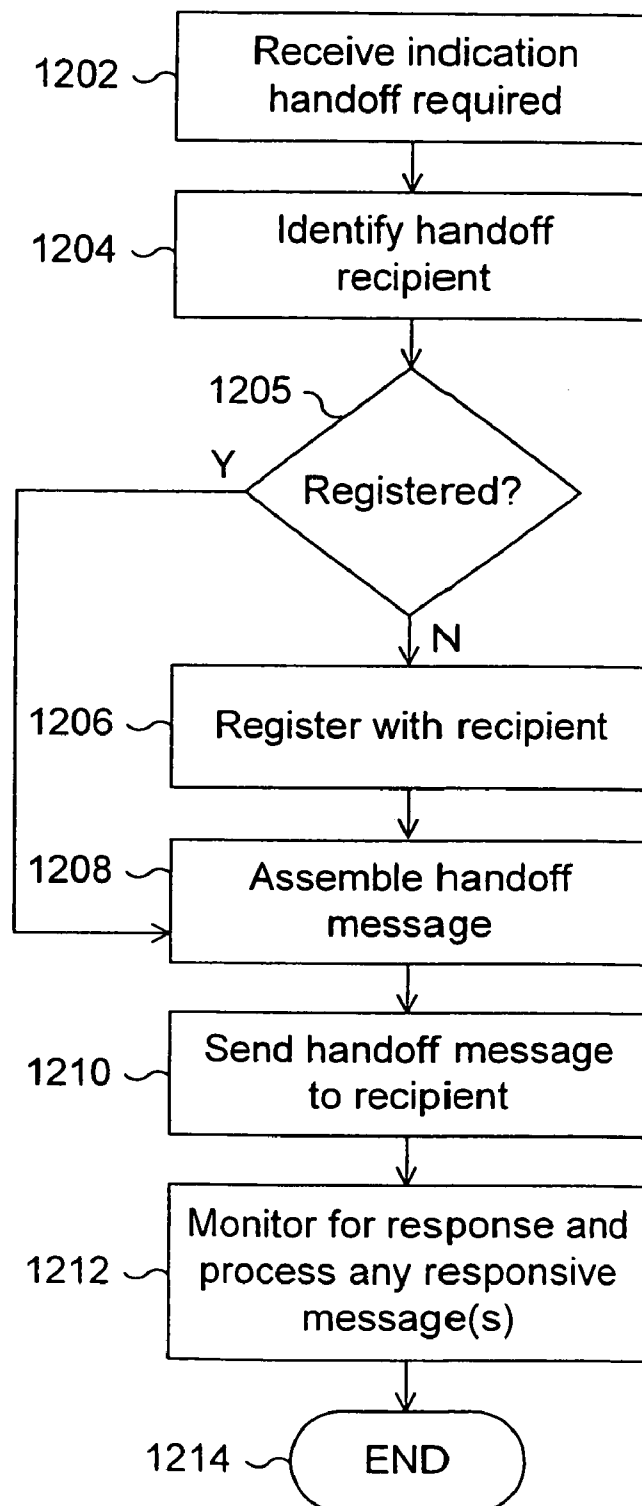 1202
Receive indication
handoff required
1204
Identify handoff
recipient
1205
Registered?
Y
N
1206
Register with recipient
1208
Assemble handoff
message
1210
Send handoff message
to recipient
1212
Monitor for response and
process any responsive
message(s)
1214
END